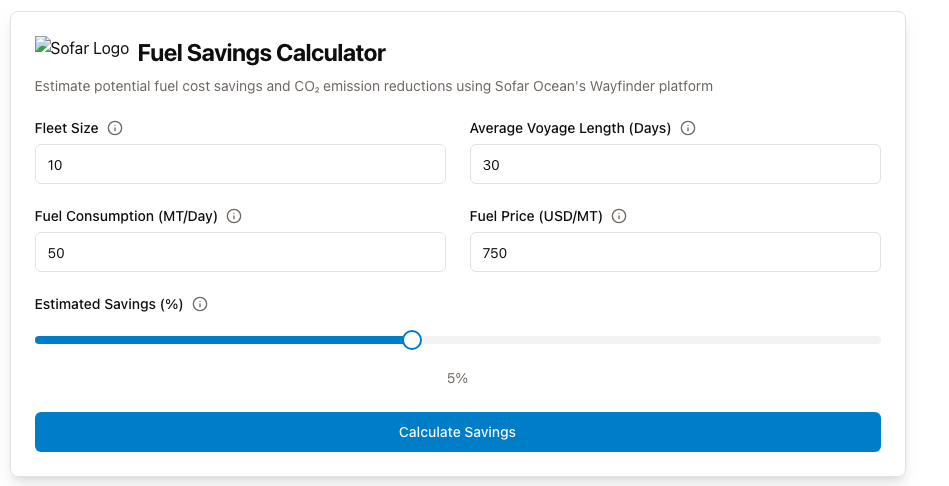 Sofar Logo Fuel Savings Calculator
Estimate potential fuel cost savings and CO₂ emission reductions using Sofar Ocean's Wayfinder platform
Fleet Size Average Voyage Length (Days)
10 30
Fuel Consumption (MT/Day) Fuel Price (USD/MT)
50 750
Estimated Savings (%)
5%
Calculate Savings